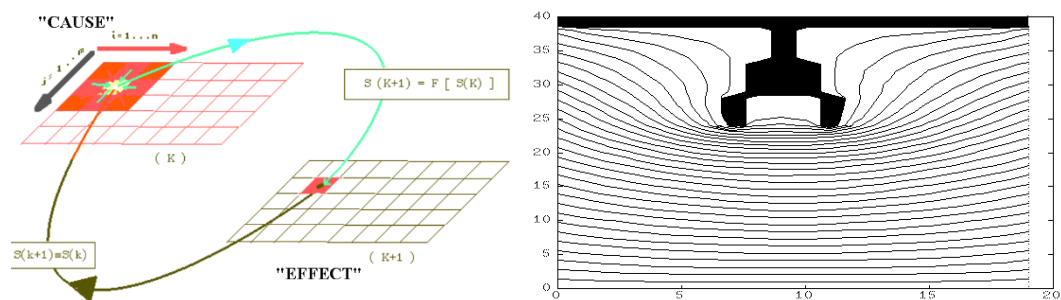 "CAUSE"
i=1...n
j=1...m
S (K+1) = F [ S(K) ]
( K )
S(k+1)=S(k)
( K+1 )
"EFFECT"
40
35
30
25
20
15
10
5
0
0
5
10
15
20